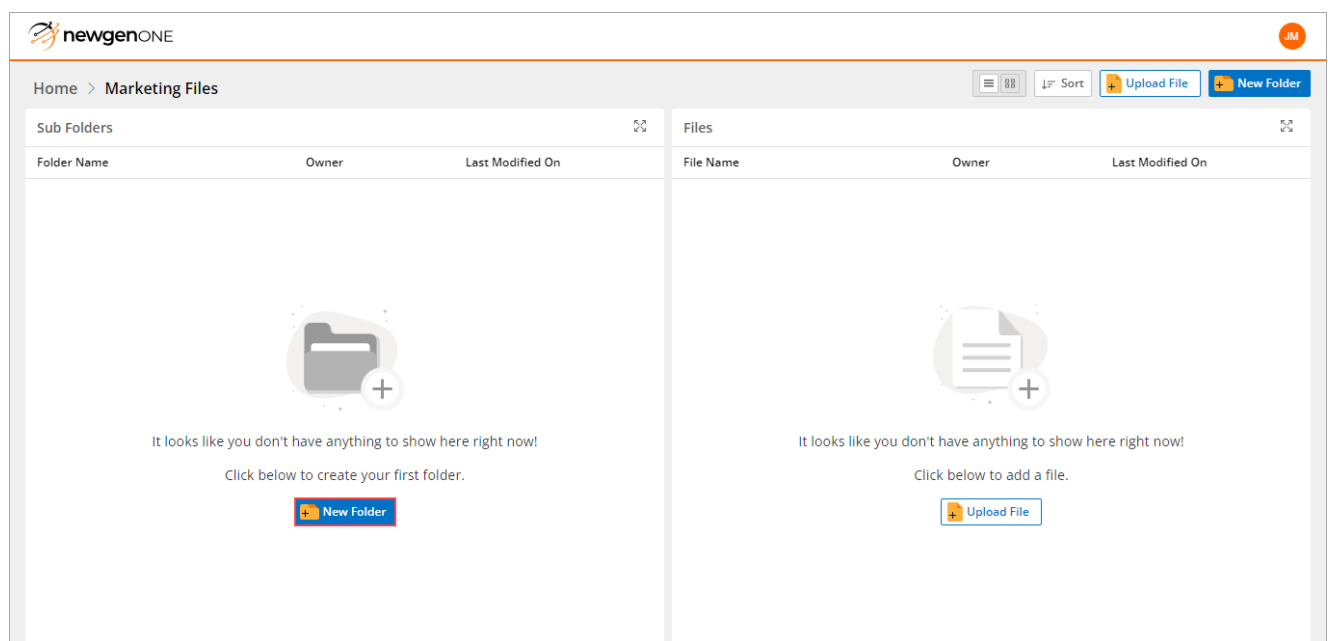 newgenONE
JM
Home > Marketing Files
Sort
Upload File
New Folder
Sub Folders
Folder Name Owner Last Modified On
It looks like you don't have anything to show here right now!
Click below to create your first folder.
New Folder
Files
File Name Owner Last Modified On
It looks like you don't have anything to show here right now!
Click below to add a file.
Upload File